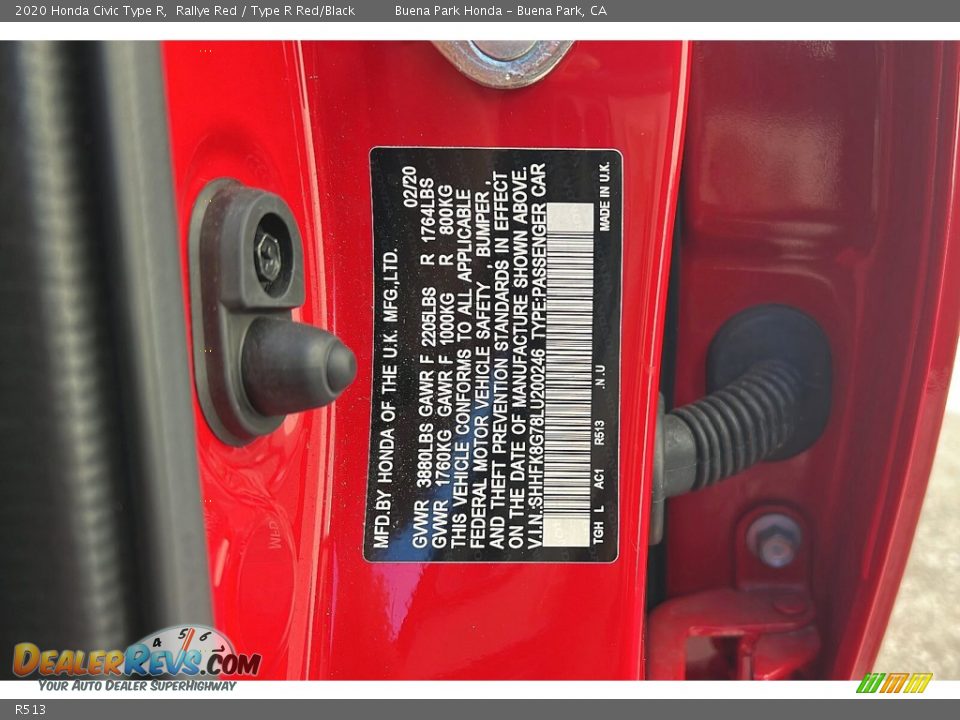 2020 Honda Civic Type R, Rallye Red / Type R Red/Black Buena Park Honda - Buena Park, CA
MFD.BY HONDA OF THE U.K. MFG.,LTD. 02/20
GVWR 3880LBS GAWR F 2205LBS R 1764LBS
GVWR 1760KG GAWR F 1000KG R 800KG
THIS VEHICLE CONFORMS TO ALL APPLICABLE
FEDERAL MOTOR VEHICLE SAFETY , BUMPER ,
AND THEFT PREVENTION STANDARDS IN EFFECT
ON THE DATE OF MANUFACTURE SHOWN ABOVE.
V.I.N.:SHHFK8G78LU200246 TYPE:PASSENGER CAR
TGH L AC1 R513 .N.U MADE IN U.K.
4 5 6
DEALERREVS.COM
YOUR AUTO DEALER SUPERHIGHWAY
R513